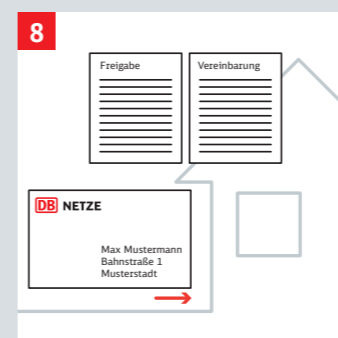 8
Freigabe
Vereinbarung
DB NETZE
Max Mustermann
Bahnstraße 1
Musterstadt